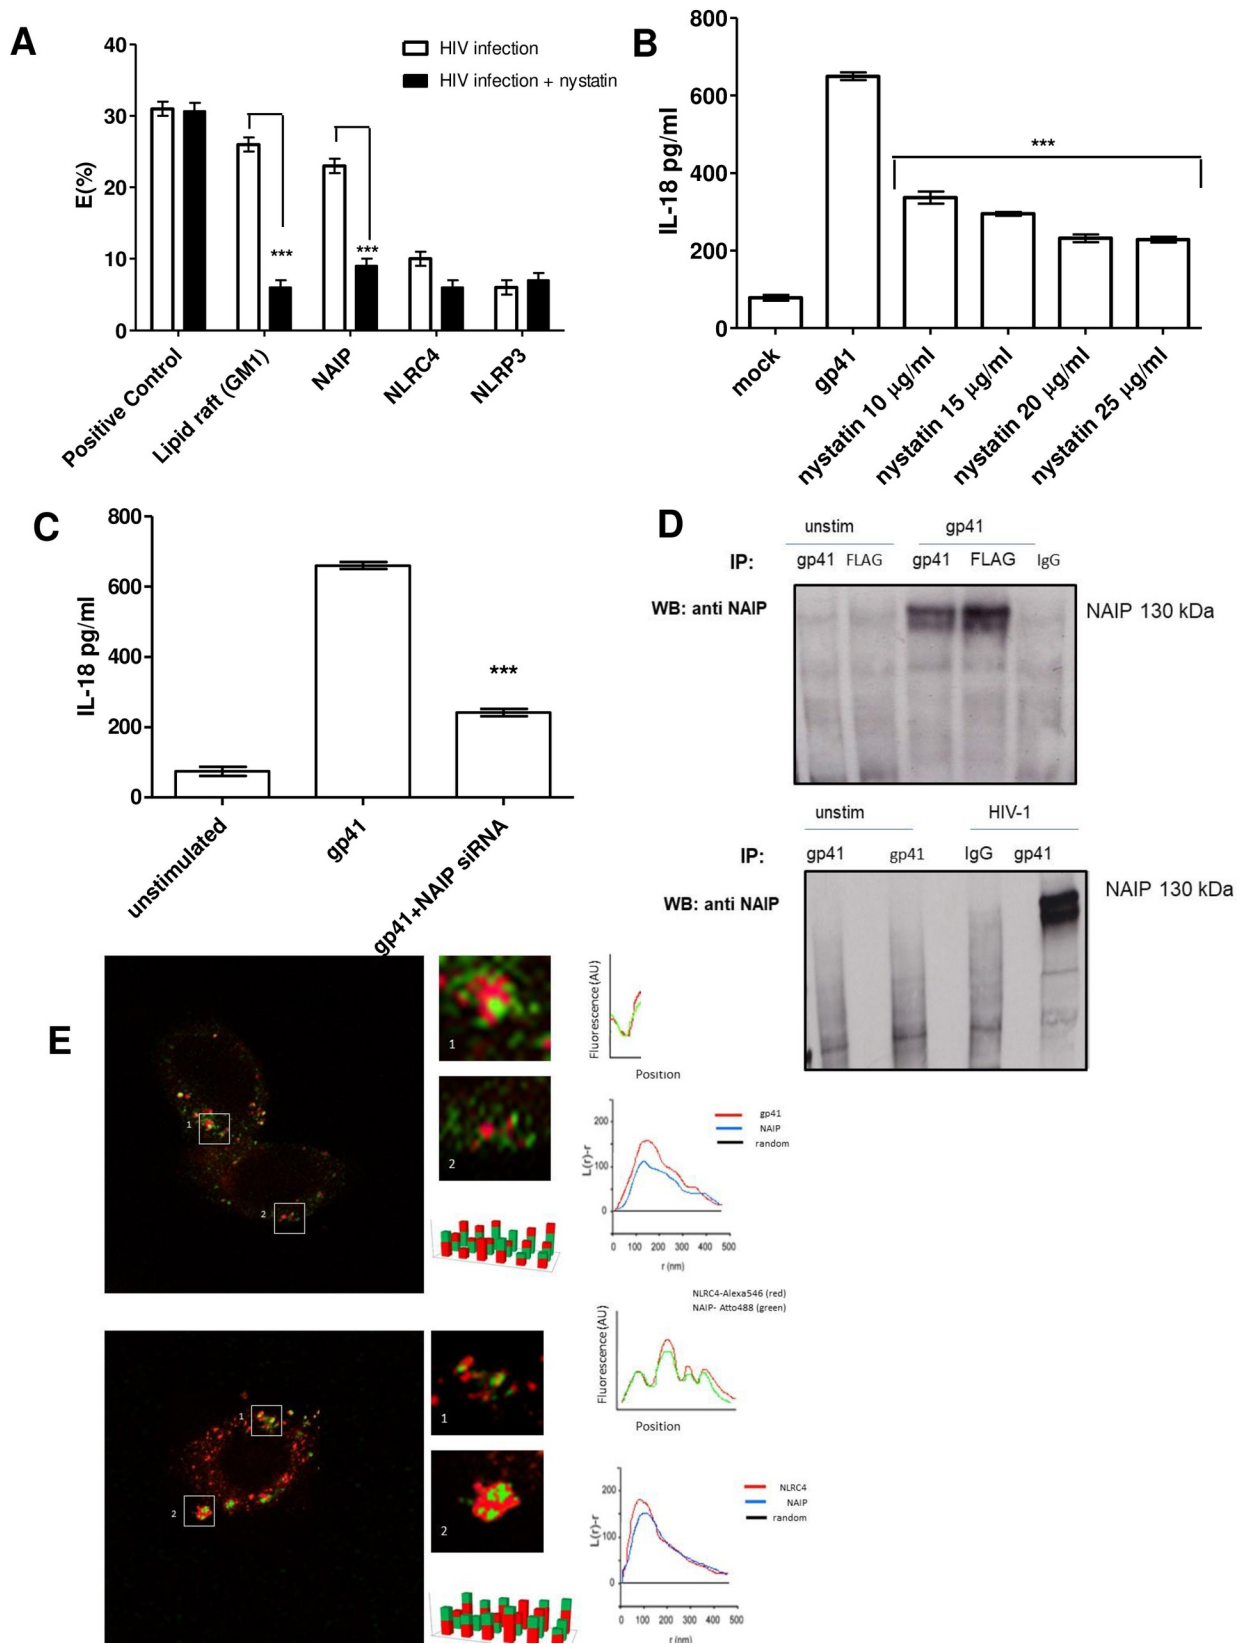 A
40
30
20
10
0
E(%)
HIV infection
HIV infection + nystatin
***
***
Positive Control
Lipid raft (GM1)
NAIP
NLRC4
NLRP3
B
800
600
400
200
0
IL-18 pg/ml
***
mock
gp41
nystatin 10 µg/ml
nystatin 15 µg/ml
nystatin 20 µg/ml
nystatin 25 µg/ml
C
800
600
400
200
0
IL-18 pg/ml
***
unstimulated
gp41
gp41+NAIP siRNA
D
unstim gp41
IP: gp41 FLAG gp41 FLAG IgG
WB: anti NAIP
NAIP 130 kDa
unstim HIV-1
IP: gp41 gp41 IgG gp41
WB: anti NAIP
NAIP 130 kDa
E
1
2
1
2
Fluorescence (AU)
Position
200
100
0
L(r)-r
gp41
NAIP
random
0 100 200 300 400 500
r (nm)
1
2
1
2
NLRC4-Alexa546 (red)
NAIP- Atto488 (green)
Fluorescence (AU)
Position
200
100
0
L(r)-r
NLRC4
NAIP
random
0 100 200 300 400 500
r (nm)